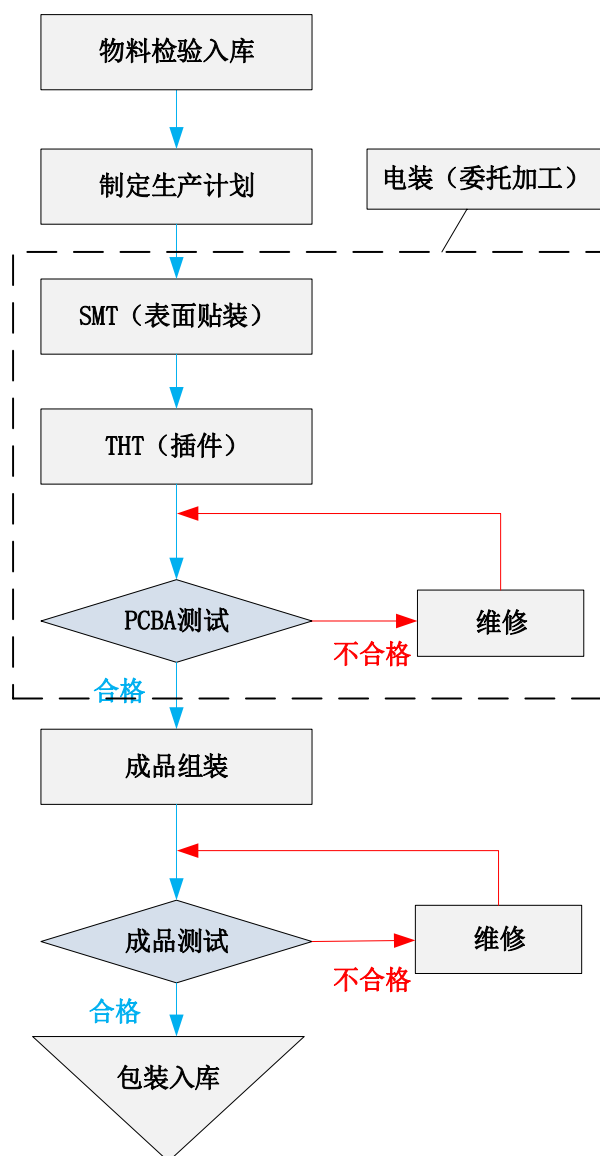 物料检验入库
制定生产计划
电装（委托加工）
SMT（表面贴装）
THT（插件）
PCBA测试
维修
不合格
合格
成品组装
成品测试
维修
不合格
合格
包装入库